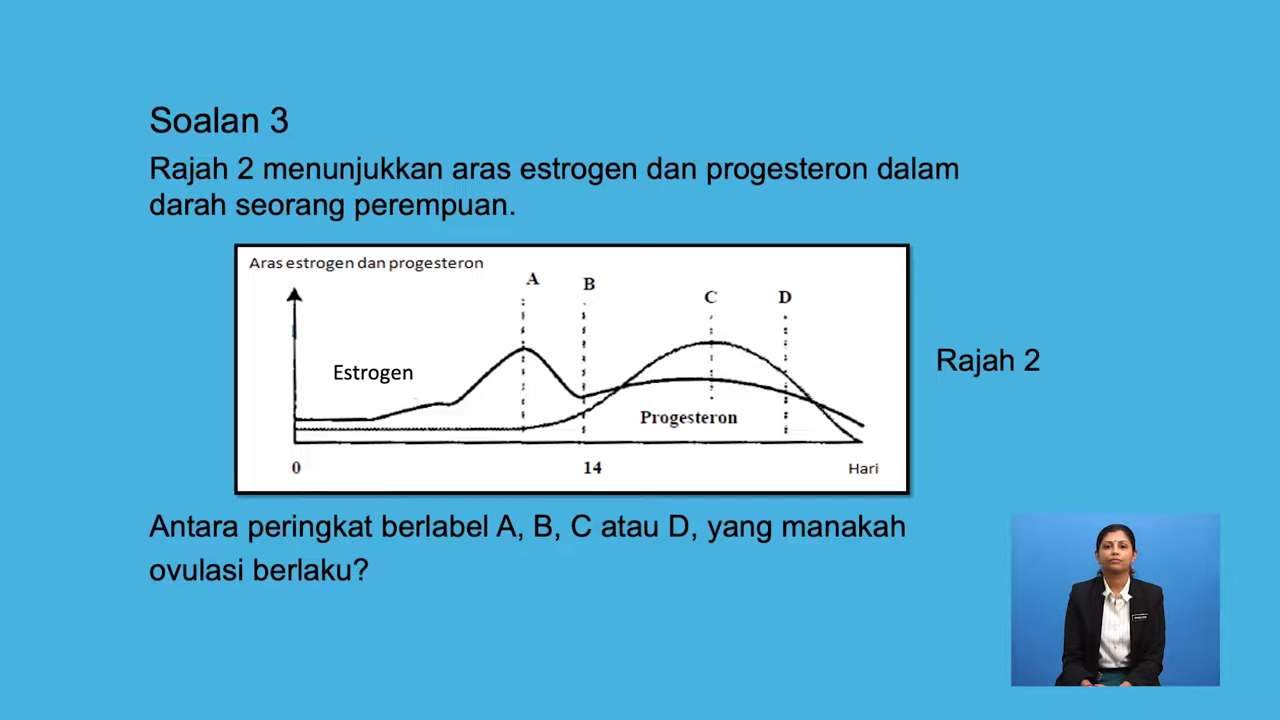 Soalan 3
Rajah 2 menunjukkan aras estrogen dan progesteron dalam
darah seorang perempuan.
Aras estrogen dan progesteron
A
B
C
D
Estrogen
Progesteron
0
14
Hari
Rajah 2
Antara peringkat berlabel A, B, C atau D, yang manakah
ovulasi berlaku?